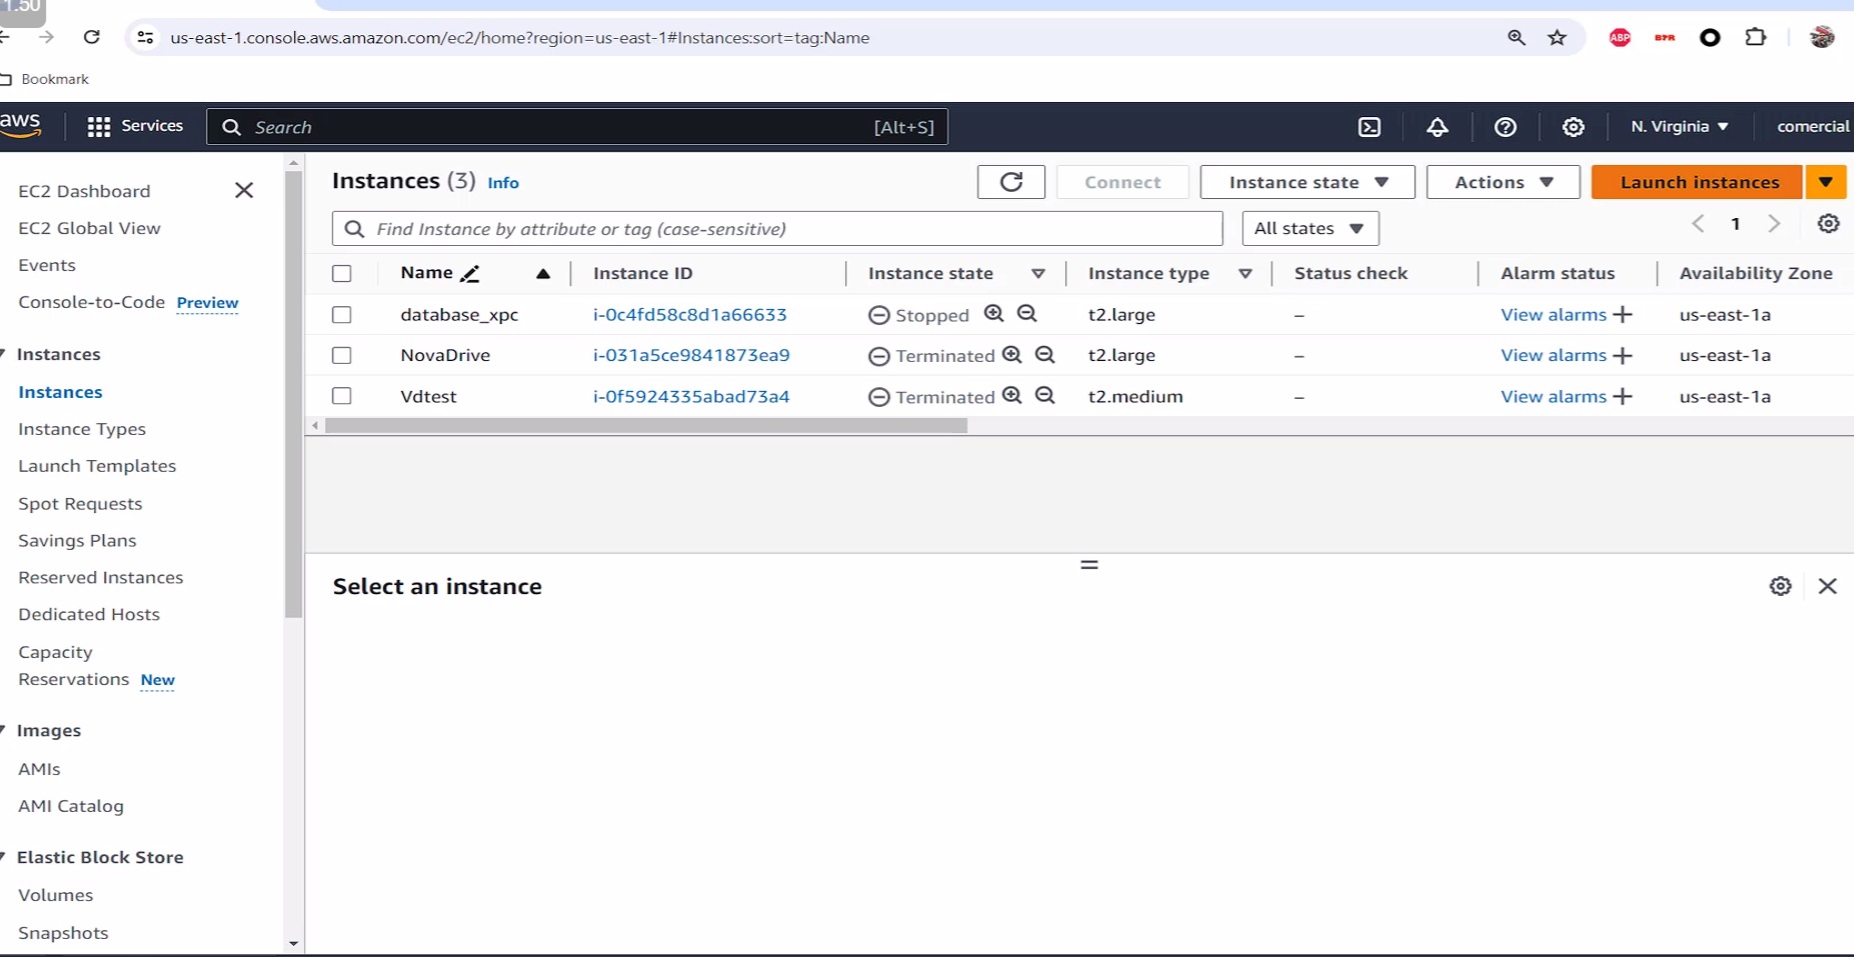 1.50
us-east-1.console.aws.amazon.com/ec2/home?region=us-east-1#Instances:sort=tag:Name
ABP
Bookmark
aws
Services
Search
[Alt+S]
N. Virginia
comercial
EC2 Dashboard
EC2 Global View
Events
Console-to-Code Preview
Instances
Instances
Instance Types
Launch Templates
Spot Requests
Savings Plans
Reserved Instances
Dedicated Hosts
Capacity
Reservations New
Images
AMIs
AMI Catalog
Elastic Block Store
Volumes
Snapshots
Instances (3) Info
Connect
Instance state
Actions
Launch instances
Find Instance by attribute or tag (case-sensitive)
All states
1
Name Instance ID Instance state Instance type Status check Alarm status Availability Zone
database_xpc i-0c4fd58c8d1a66633 Stopped t2.large – View alarms + us-east-1a
NovaDrive i-031a5ce9841873ea9 Terminated t2.large – View alarms + us-east-1a
Vdtest i-0f5924335abad73a4 Terminated t2.medium – View alarms + us-east-1a
Select an instance